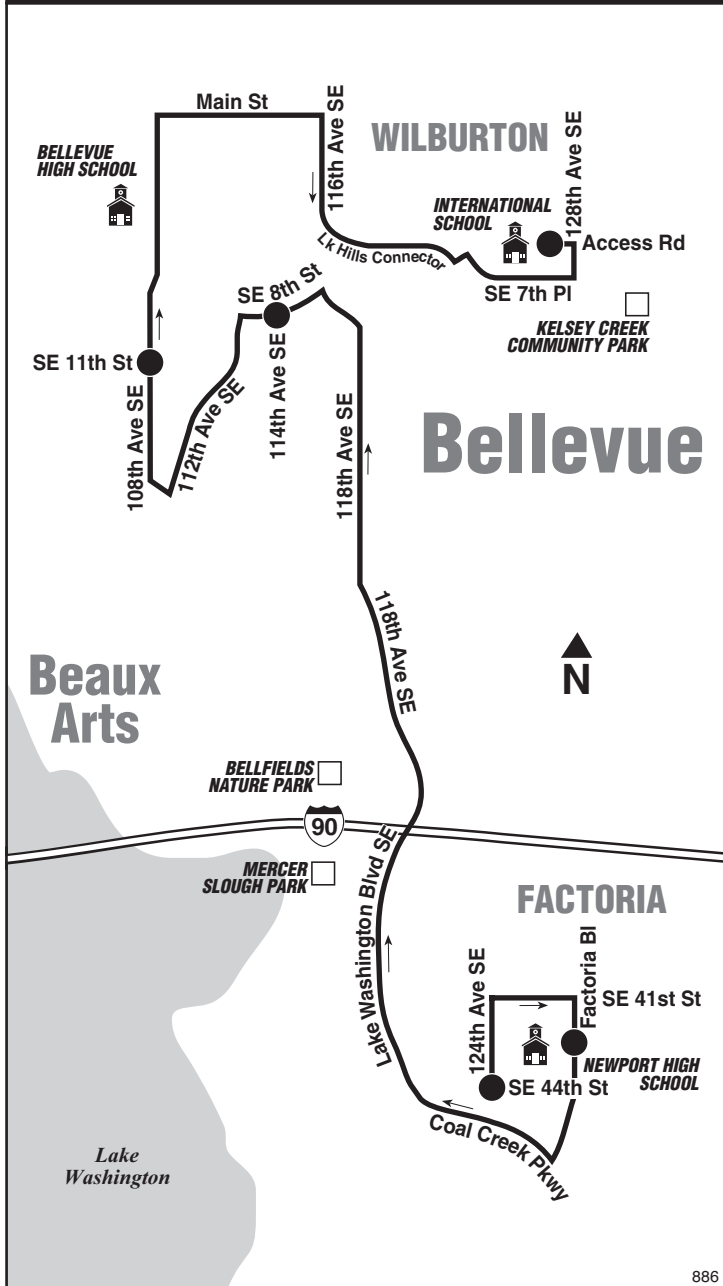 Main St
116th Ave SE
WILBURTON
128th Ave SE
BELLEVUE
HIGH SCHOOL
INTERNATIONAL
SCHOOL
Access Rd
Lk Hills Connector
SE 7th Pl
SE 8th St
KELSEY CREEK
COMMUNITY PARK
SE 11th St
114th Ave SE
112th Ave SE
108th Ave SE
118th Ave SE
Bellevue
118th Ave SE
N
Beaux
Arts
BELLFIELDS
NATURE PARK
90
MERCER
SLOUGH PARK
Lake Washington Blvd SE
FACTORIA
124th Ave SE
Factoria Bl
SE 41st St
NEWPORT HIGH
SCHOOL
SE 44th St
Coal Creek Pkwy
Lake
Washington
886